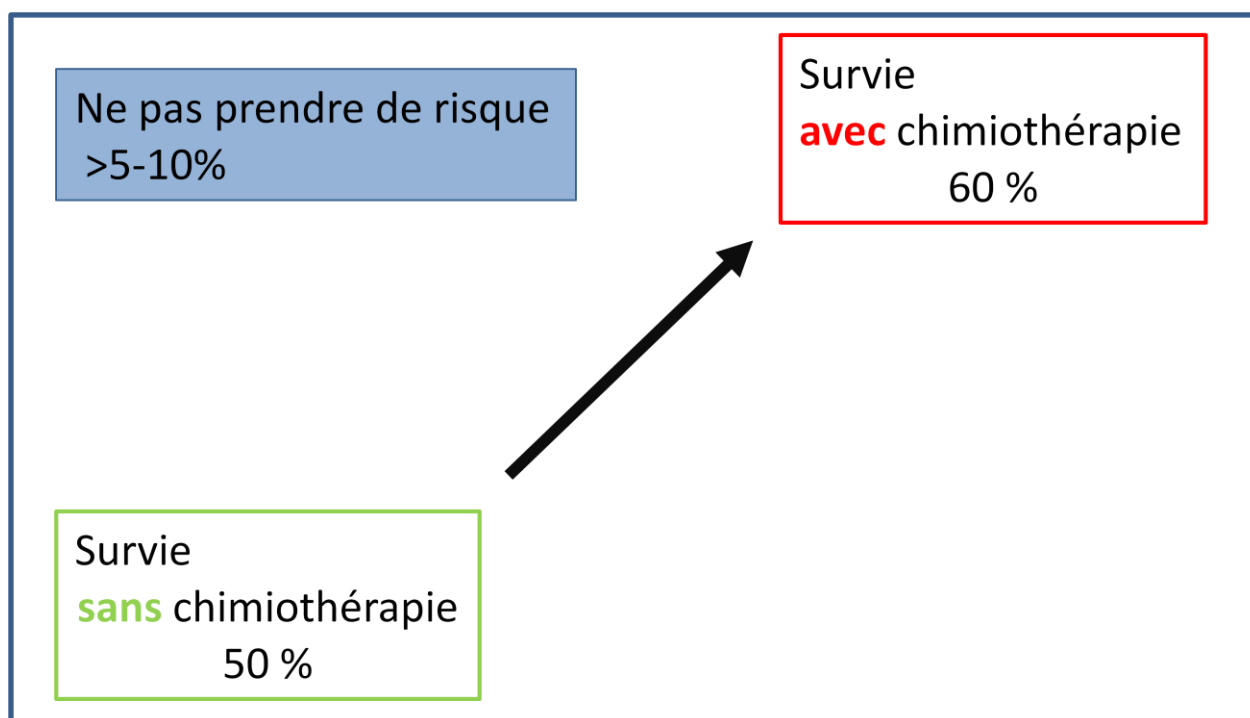 Ne pas prendre de risque
>5-10%
Survie
avec chimiothérapie
60 %
Survie
sans chimiothérapie
50 %